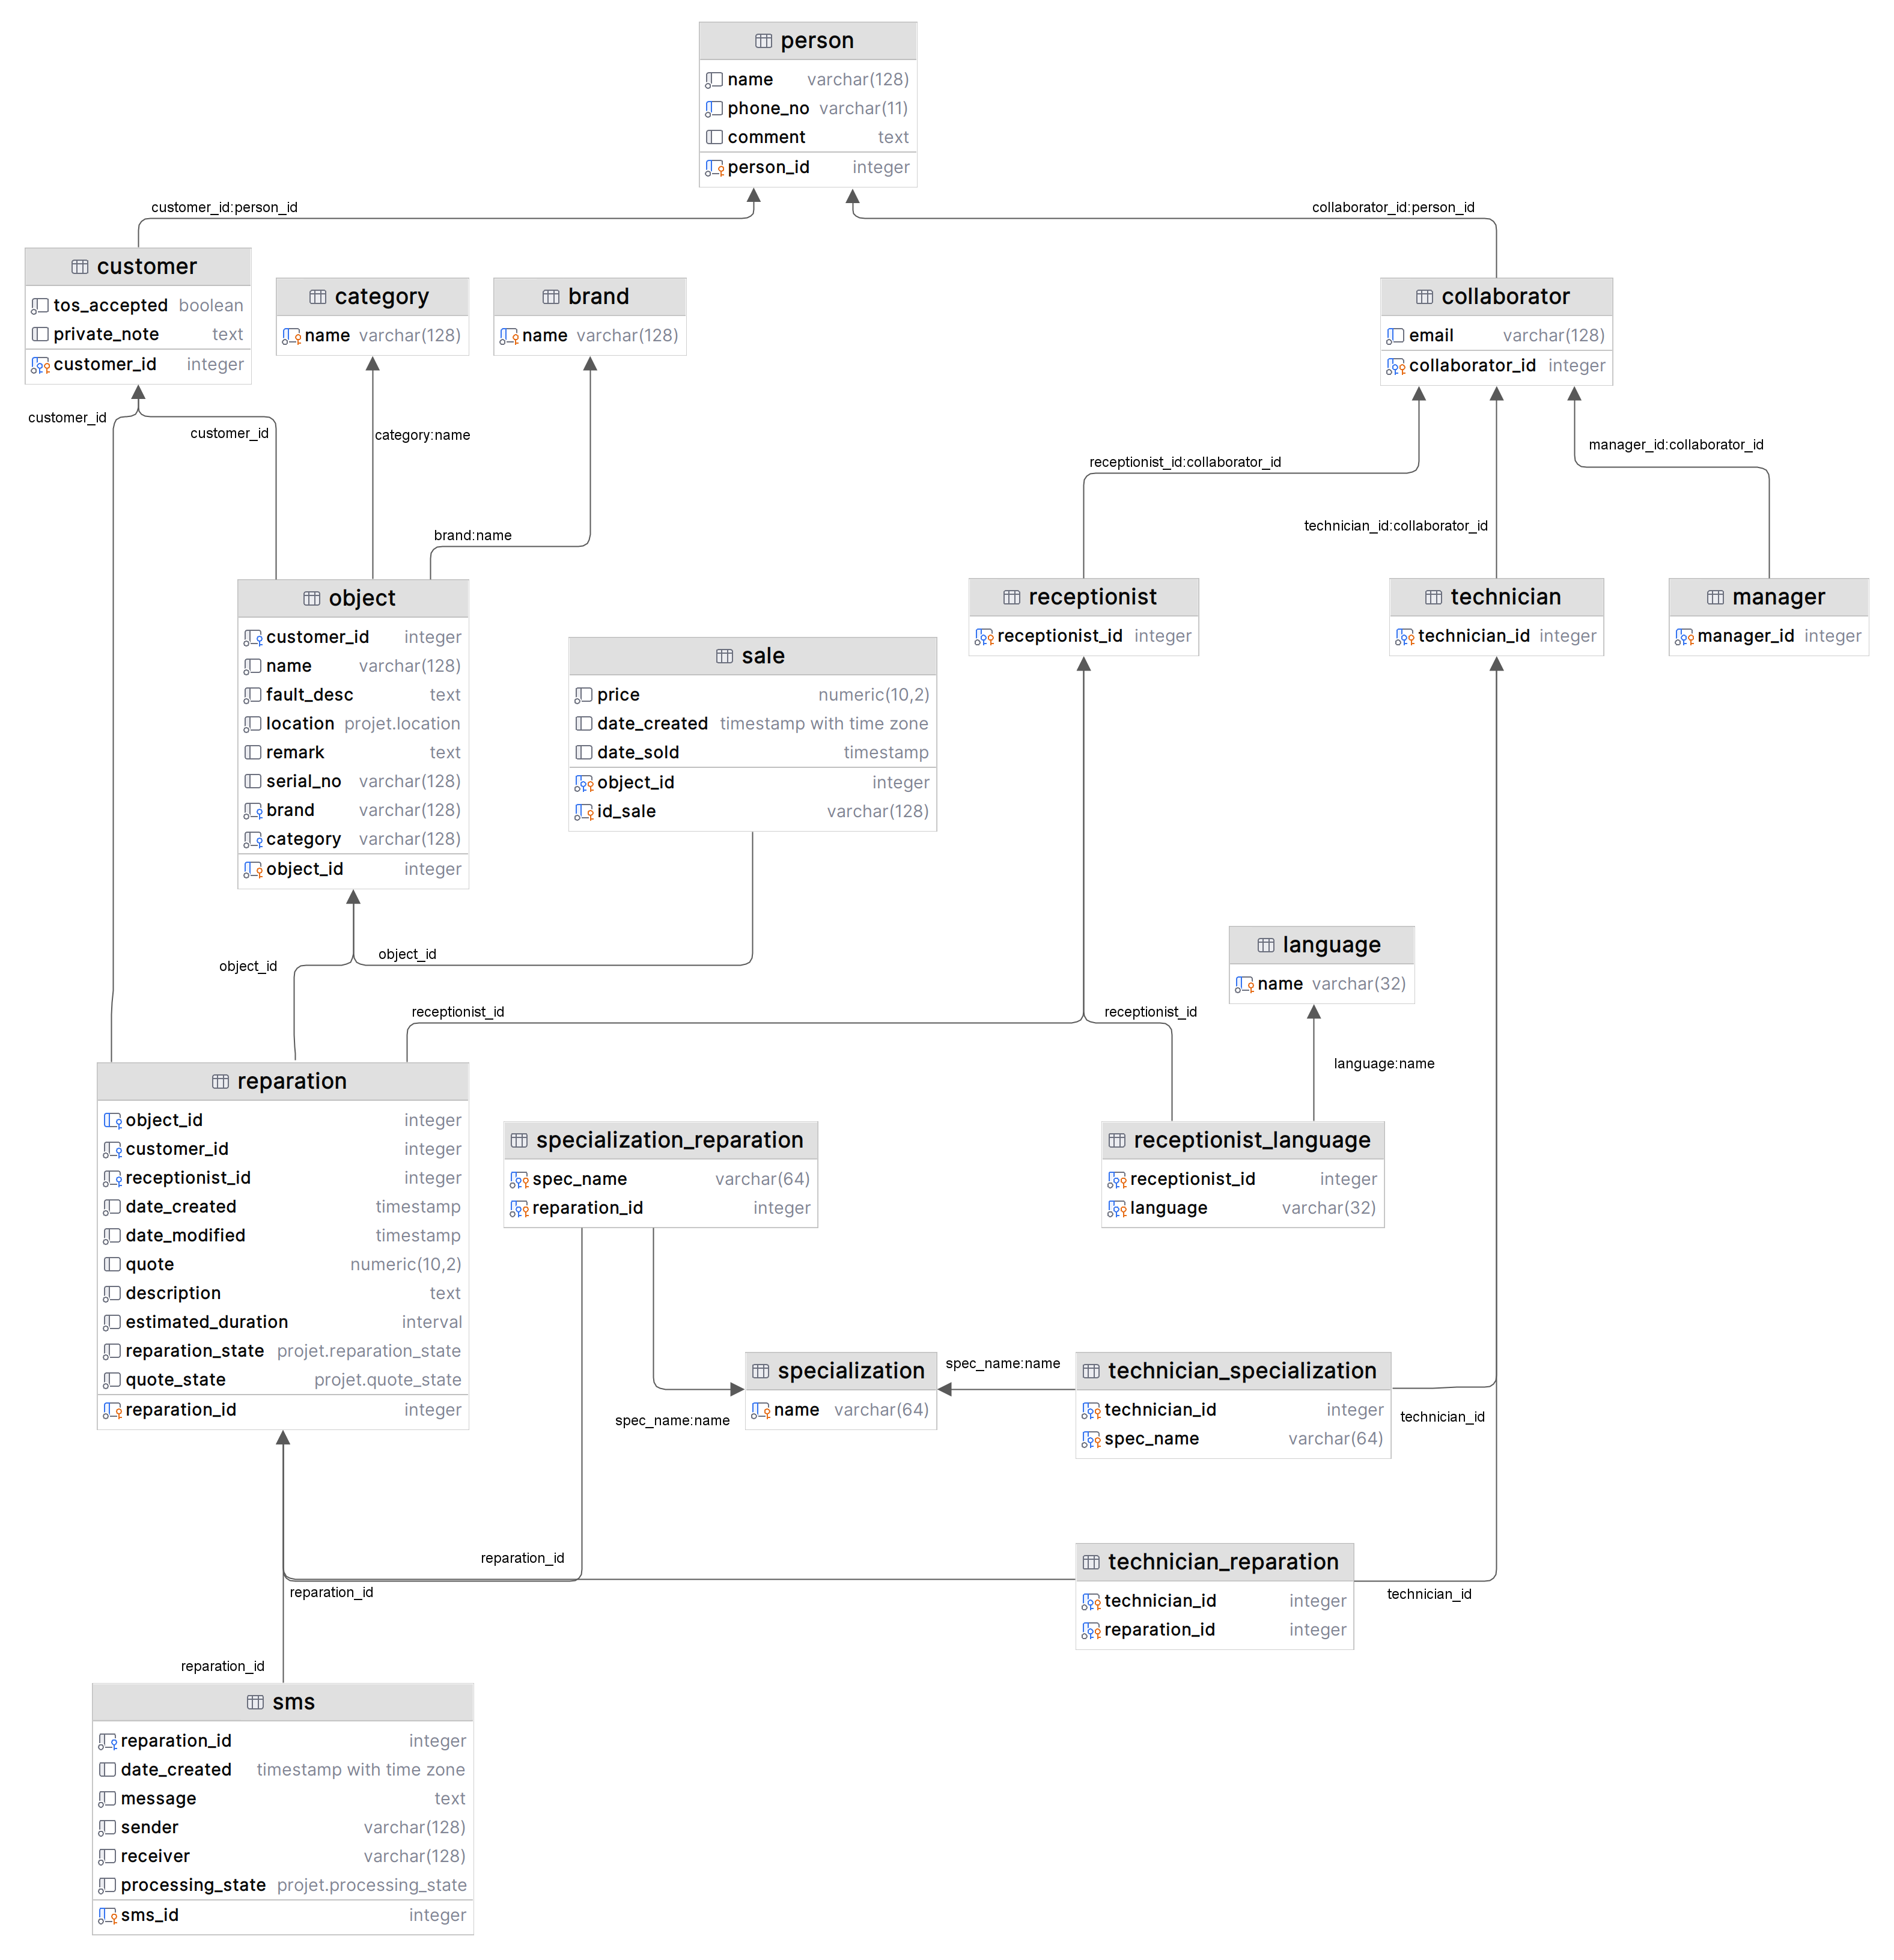 person
name varchar(128)
phone_no varchar(11)
comment text
person_id integer
customer_id:person_id
collaborator_id:person_id
customer
tos_accepted boolean
private_note text
customer_id integer
category
name varchar(128)
brand
name varchar(128)
collaborator
email varchar(128)
collaborator_id integer
customer_id
customer_id
category:name
brand:name
receptionist_id:collaborator_id
technician_id:collaborator_id
manager_id:collaborator_id
object
customer_id integer
name varchar(128)
fault_desc text
location projet.location
remark text
serial_no varchar(128)
brand varchar(128)
category varchar(128)
object_id integer
sale
price numeric(10,2)
date_created timestamp with time zone
date_sold timestamp
object_id integer
id_sale varchar(128)
receptionist
receptionist_id integer
technician
technician_id integer
manager
manager_id integer
object_id
object_id
receptionist_id
receptionist_id
language
name varchar(32)
language:name
reparation
object_id integer
customer_id integer
receptionist_id integer
date_created timestamp
date_modified timestamp
quote numeric(10,2)
description text
estimated_duration interval
reparation_state projet.reparation_state
quote_state projet.quote_state
reparation_id integer
specialization_reparation
spec_name varchar(64)
reparation_id integer
receptionist_language
receptionist_id integer
language varchar(32)
specialization
name varchar(64)
spec_name:name
spec_name:name
technician_specialization
technician_id integer
spec_name varchar(64)
technician_id
reparation_id
reparation_id
technician_reparation
technician_id integer
reparation_id integer
technician_id
reparation_id
sms
reparation_id integer
date_created timestamp with time zone
message text
sender varchar(128)
receiver varchar(128)
processing_state projet.processing_state
sms_id integer